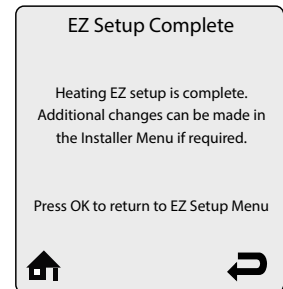 EZ Setup Complete
Heating EZ setup is complete.
Additional changes can be made in
the Installer Menu if required.
Press OK to return to EZ Setup Menu